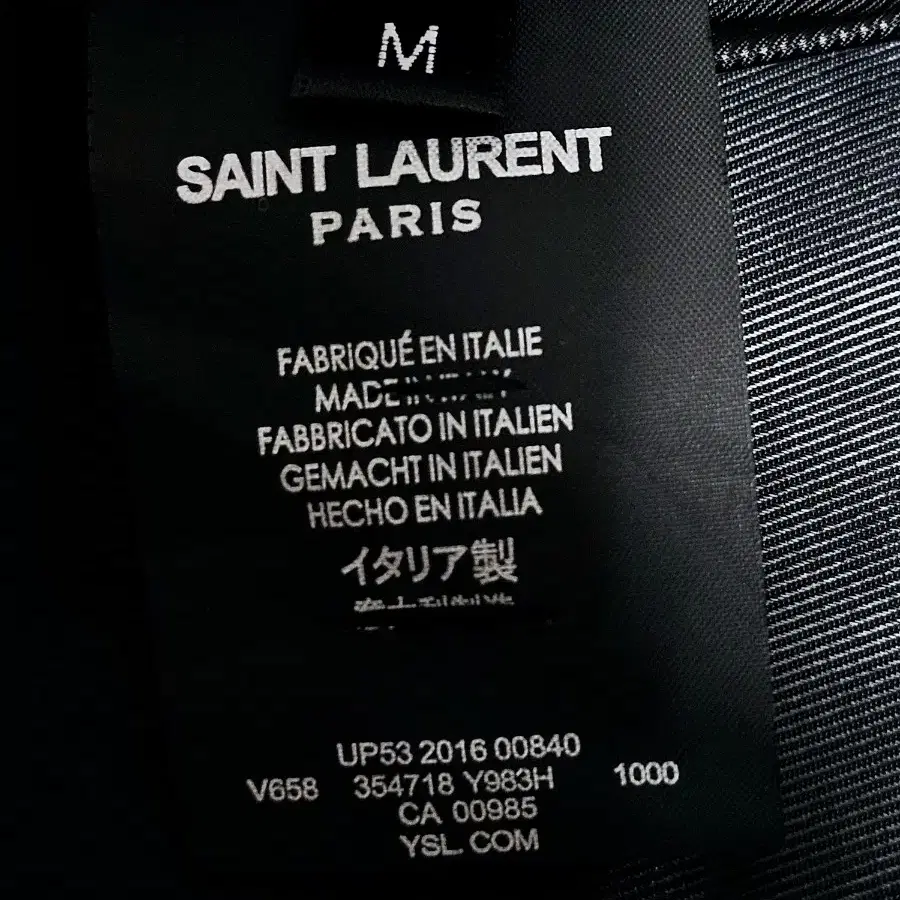 M
SAINT LAURENT
PARIS
FABRIQUÉ EN ITALIE
MADE
FABBRICATO IN ITALIEN
GEMACHT IN ITALIEN
HECHO EN ITALIA
イタリア製
UP53 2016 00840
V658 354718 Y983H 1000
CA 00985
YSL.COM